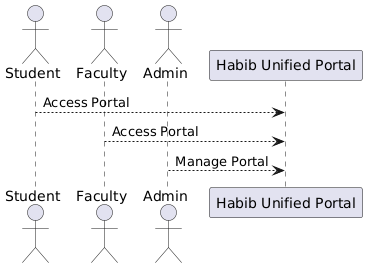 Student Faculty Admin Habib Unified Portal
Access Portal
Access Portal
Manage Portal
Student Faculty Admin Habib Unified Portal